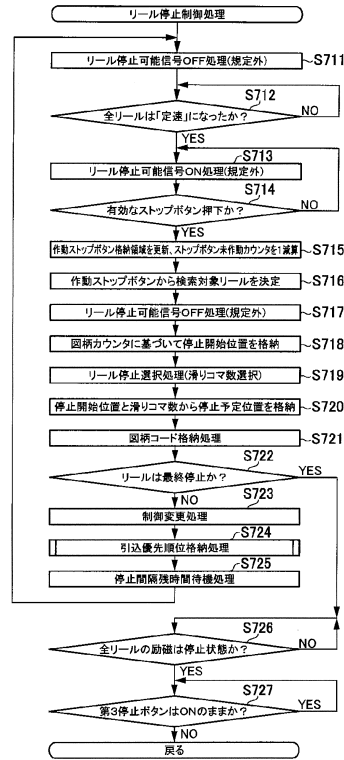 リール停止制御処理
リール停止可能信号OFF処理(規定外)
S711
S712
全リールは「定速」になったか?
NO
YES
S713
リール停止可能信号ON処理(規定外)
S714
有効なストップボタン押下か?
NO
YES
作動ストップボタン格納領域を更新、ストップボタン未作動カウンタを1減算
S715
作動ストップボタンから検索対象リールを決定
S716
リール停止可能信号OFF処理(規定外)
S717
図柄カウンタに基づいて停止開始位置を格納
S718
リール停止選択処理(滑りコマ数選択)
S719
停止開始位置と滑りコマ数から停止予定位置を格納
S720
図柄コード格納処理
S721
S722
リールは最終停止か?
YES
NO
S723
制御変更処理
S724
引込優先順位格納処理
S725
停止間隔残時間待機処理
S726
全リールの励磁は停止状態か?
NO
YES
S727
第3停止ボタンはONのままか?
YES
NO
戻る